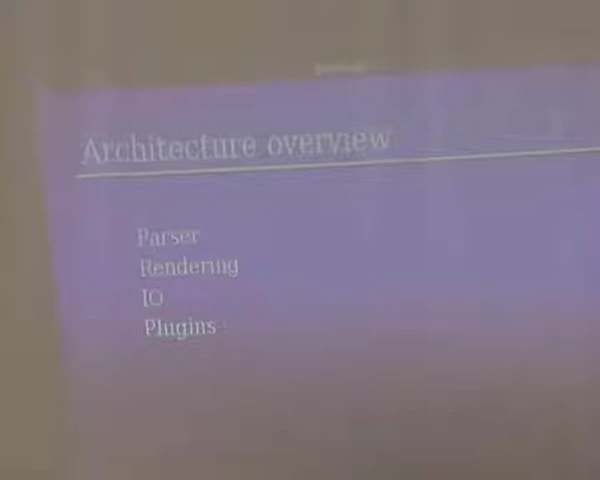 Architecture overview
Parser
Rendering
IO
Plugins